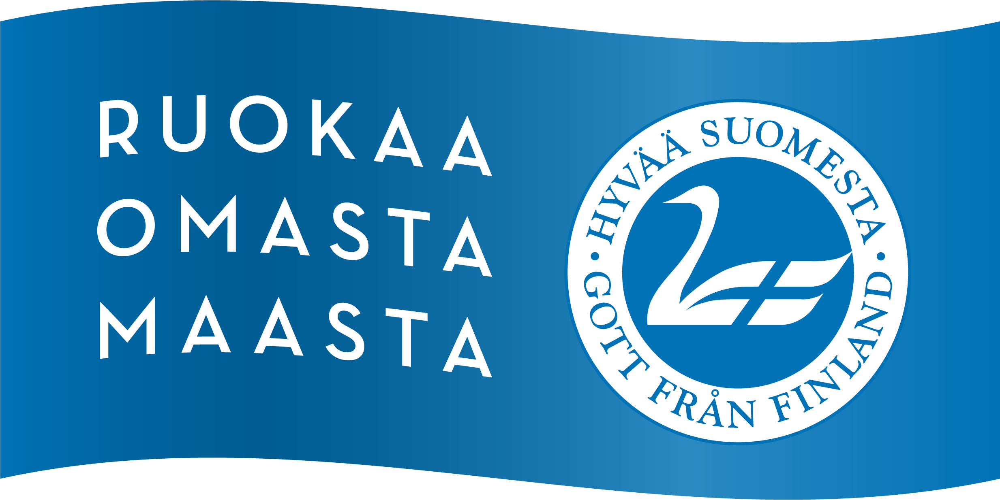 RUOKAA
OMASTA
MAASTA
• HYVÄÄ SUOMESTA •
GOTT FRÅN FINLAND